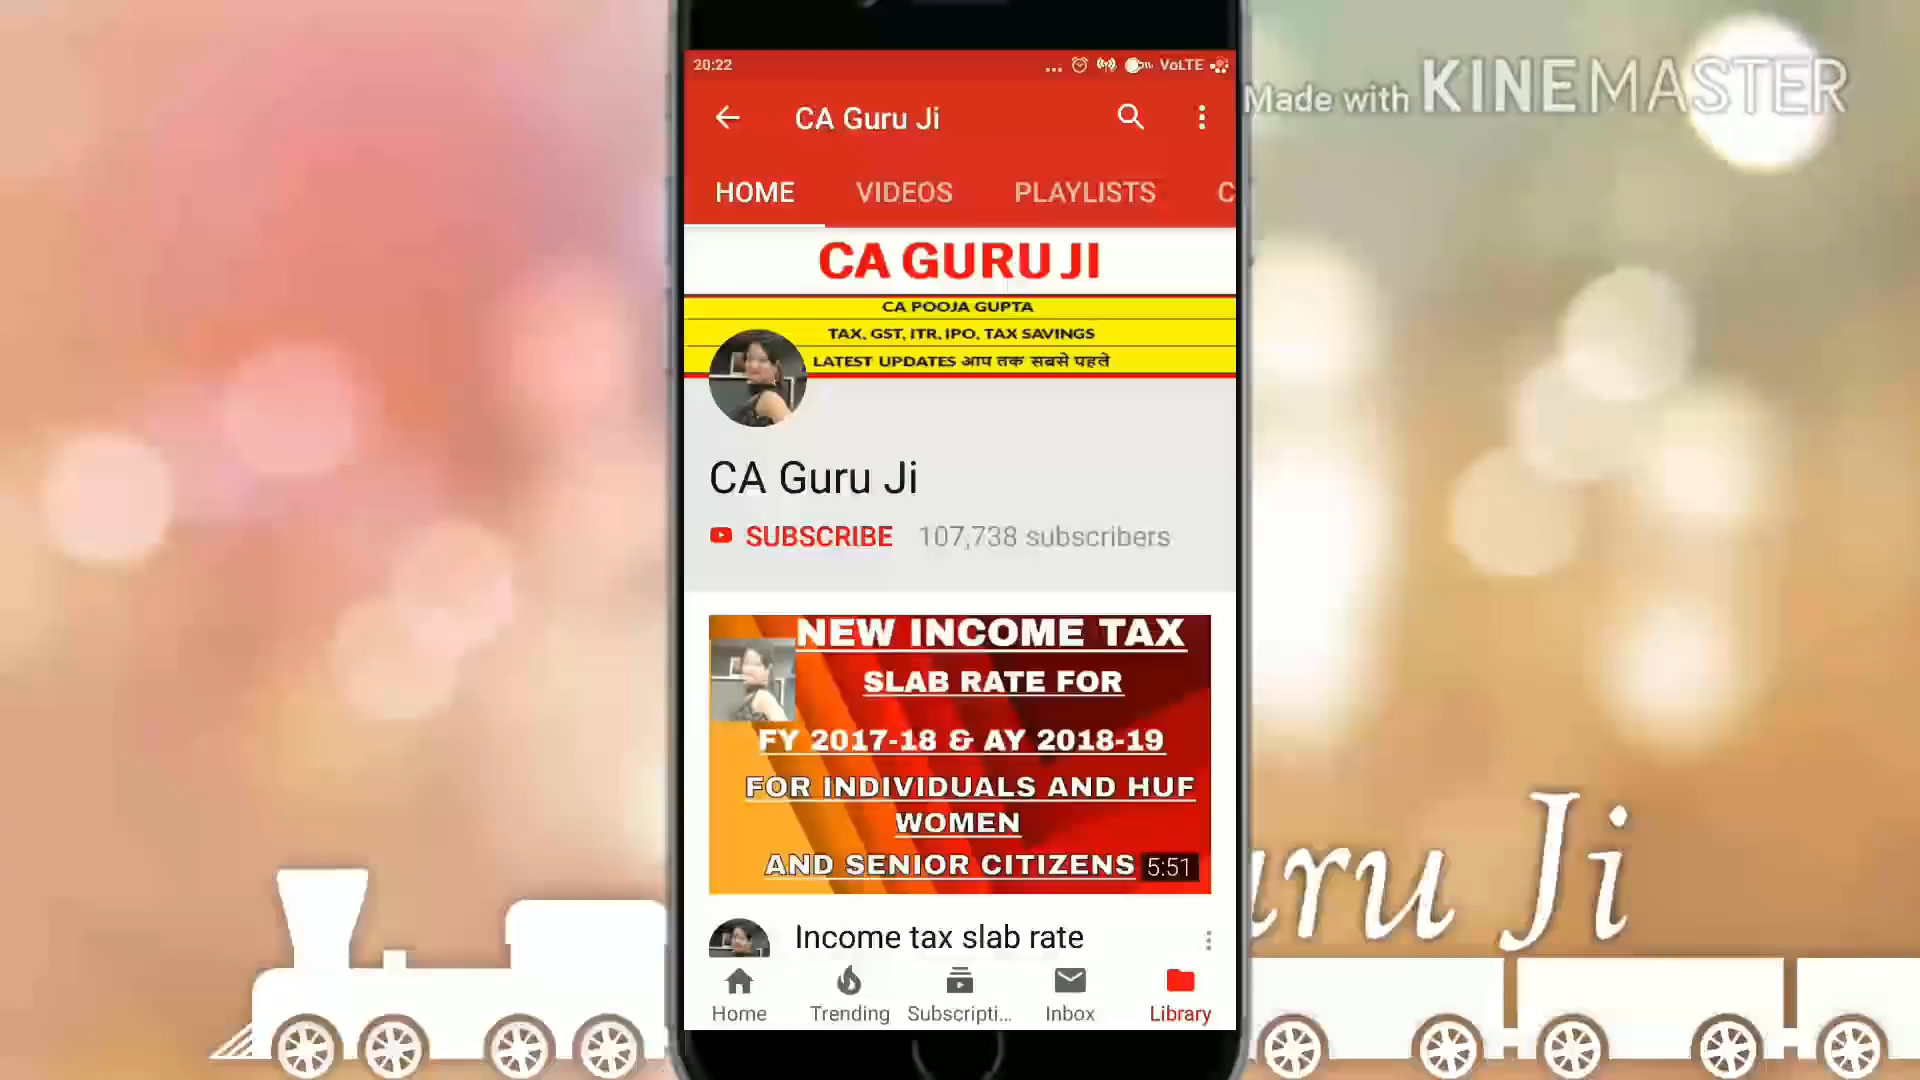 Made with KINEMASTER
20:22
VoLTE
CA Guru Ji
HOME VIDEOS PLAYLISTS C
CA GURU JI
CA POOJA GUPTA
TAX, GST, ITR, IPO, TAX SAVINGS
LATEST UPDATES आप तक सबसे पहले
CA Guru Ji
SUBSCRIBE 107,738 subscribers
NEW INCOME TAX
SLAB RATE FOR
FY 2017-18 & AY 2018-19
FOR INDIVIDUALS AND HUF
WOMEN
AND SENIOR CITIZENS
5:51
Income tax slab rate
Home Trending Subscripti... Inbox Library
uru Ji